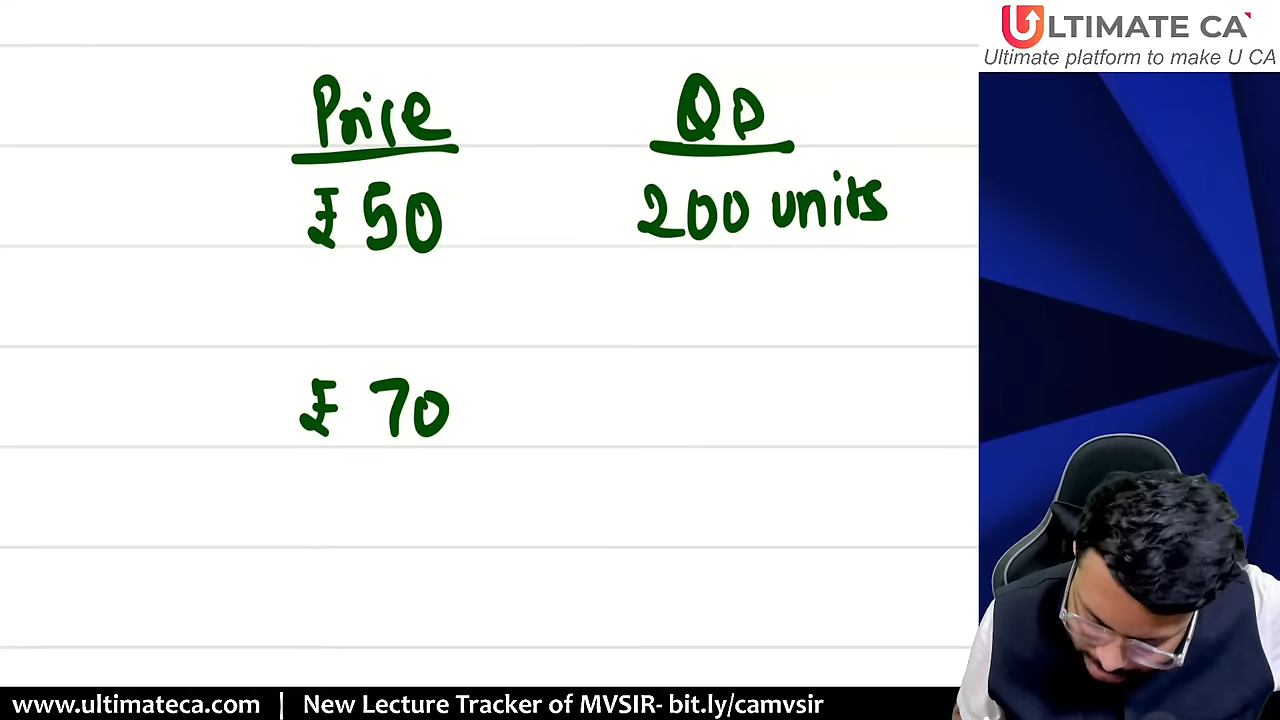 ULTIMATE CA
Ultimate platform to make U CA
Price QD
₹ 50 200 units
₹ 70
www.ultimateca.com | New Lecture Tracker of MVSIR- bit.ly/camvsir